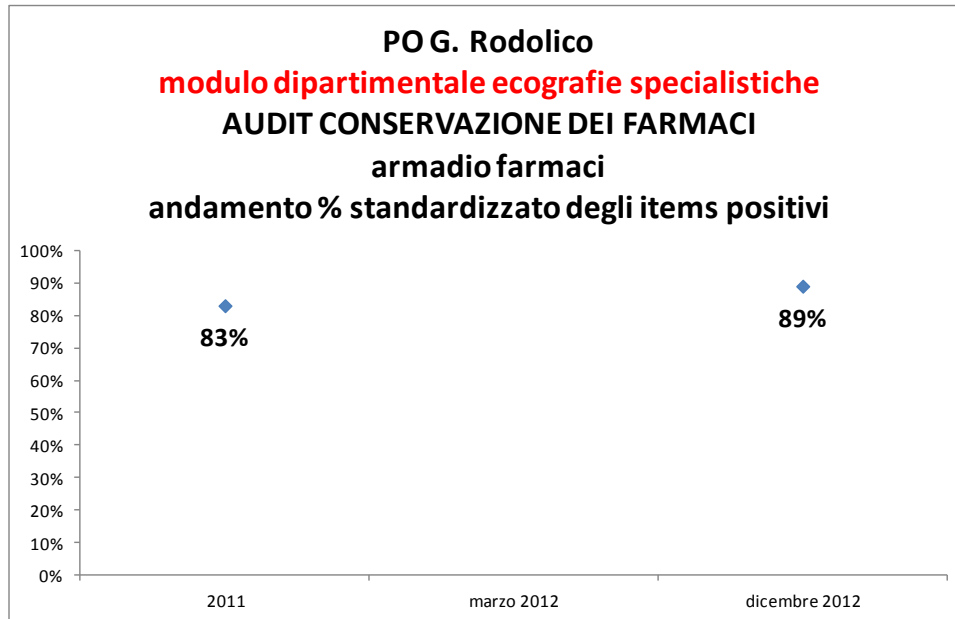 PO G. Rodolico
modulo dipartimentale ecografie specialistiche
AUDIT CONSERVAZIONE DEI FARMACI
armadio farmaci
andamento % standardizzato degli items positivi
100%
90%
80%
70%
60%
50%
40%
30%
20%
10%
0%
83%
89%
2011
marzo 2012
dicembre 2012